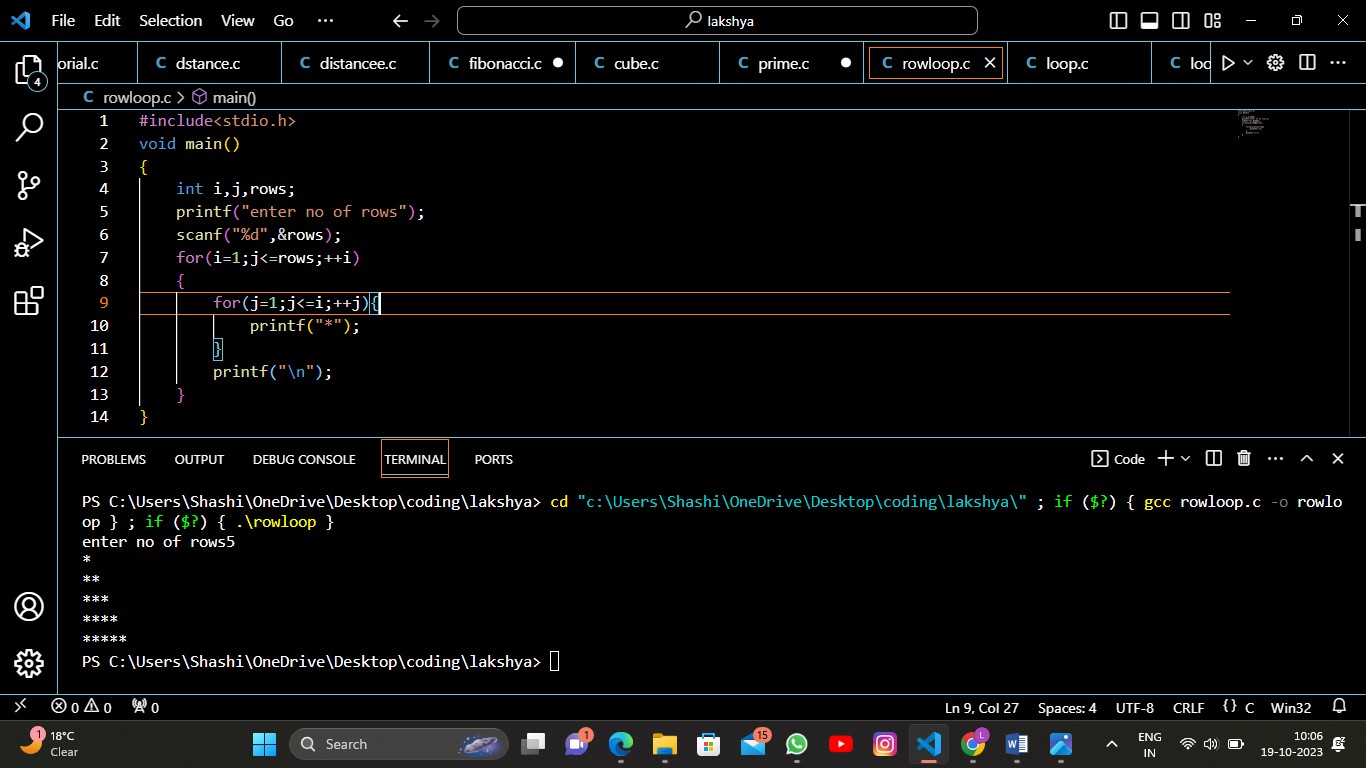 File Edit Selection View Go ··· lakshya
orial.c C dstance.c C distancee.c C fibonacci.c C cube.c C prime.c C rowloop.c C loop.c C loc
C rowloop.c > main()
1 #include<stdio.h>
2 void main()
3 {
4 int i,j,rows;
5 printf("enter no of rows");
6 scanf("%d",&rows);
7 for(i=1;j<=rows;++i)
8 {
9 for(j=1;j<=i;++j){
10 printf("*");
11 }
12 printf("\n");
13 }
14 }
PROBLEMS OUTPUT DEBUG CONSOLE TERMINAL PORTS Code
PS C:\Users\Shashi\OneDrive\Desktop\coding\lakshya> cd "c:\Users\Shashi\OneDrive\Desktop\coding\lakshya\" ; if ($?) { gcc rowloop.c -o rowlo
op } ; if ($?) { .\rowloop }
enter no of rows5
*
**
***
****
*****
PS C:\Users\Shashi\OneDrive\Desktop\coding\lakshya>
4
0 0 0 Ln 9, Col 27 Spaces: 4 UTF-8 CRLF {} C Win32
1 18°C Search 1 15 L W ENG 10:06
Clear IN 19-10-2023